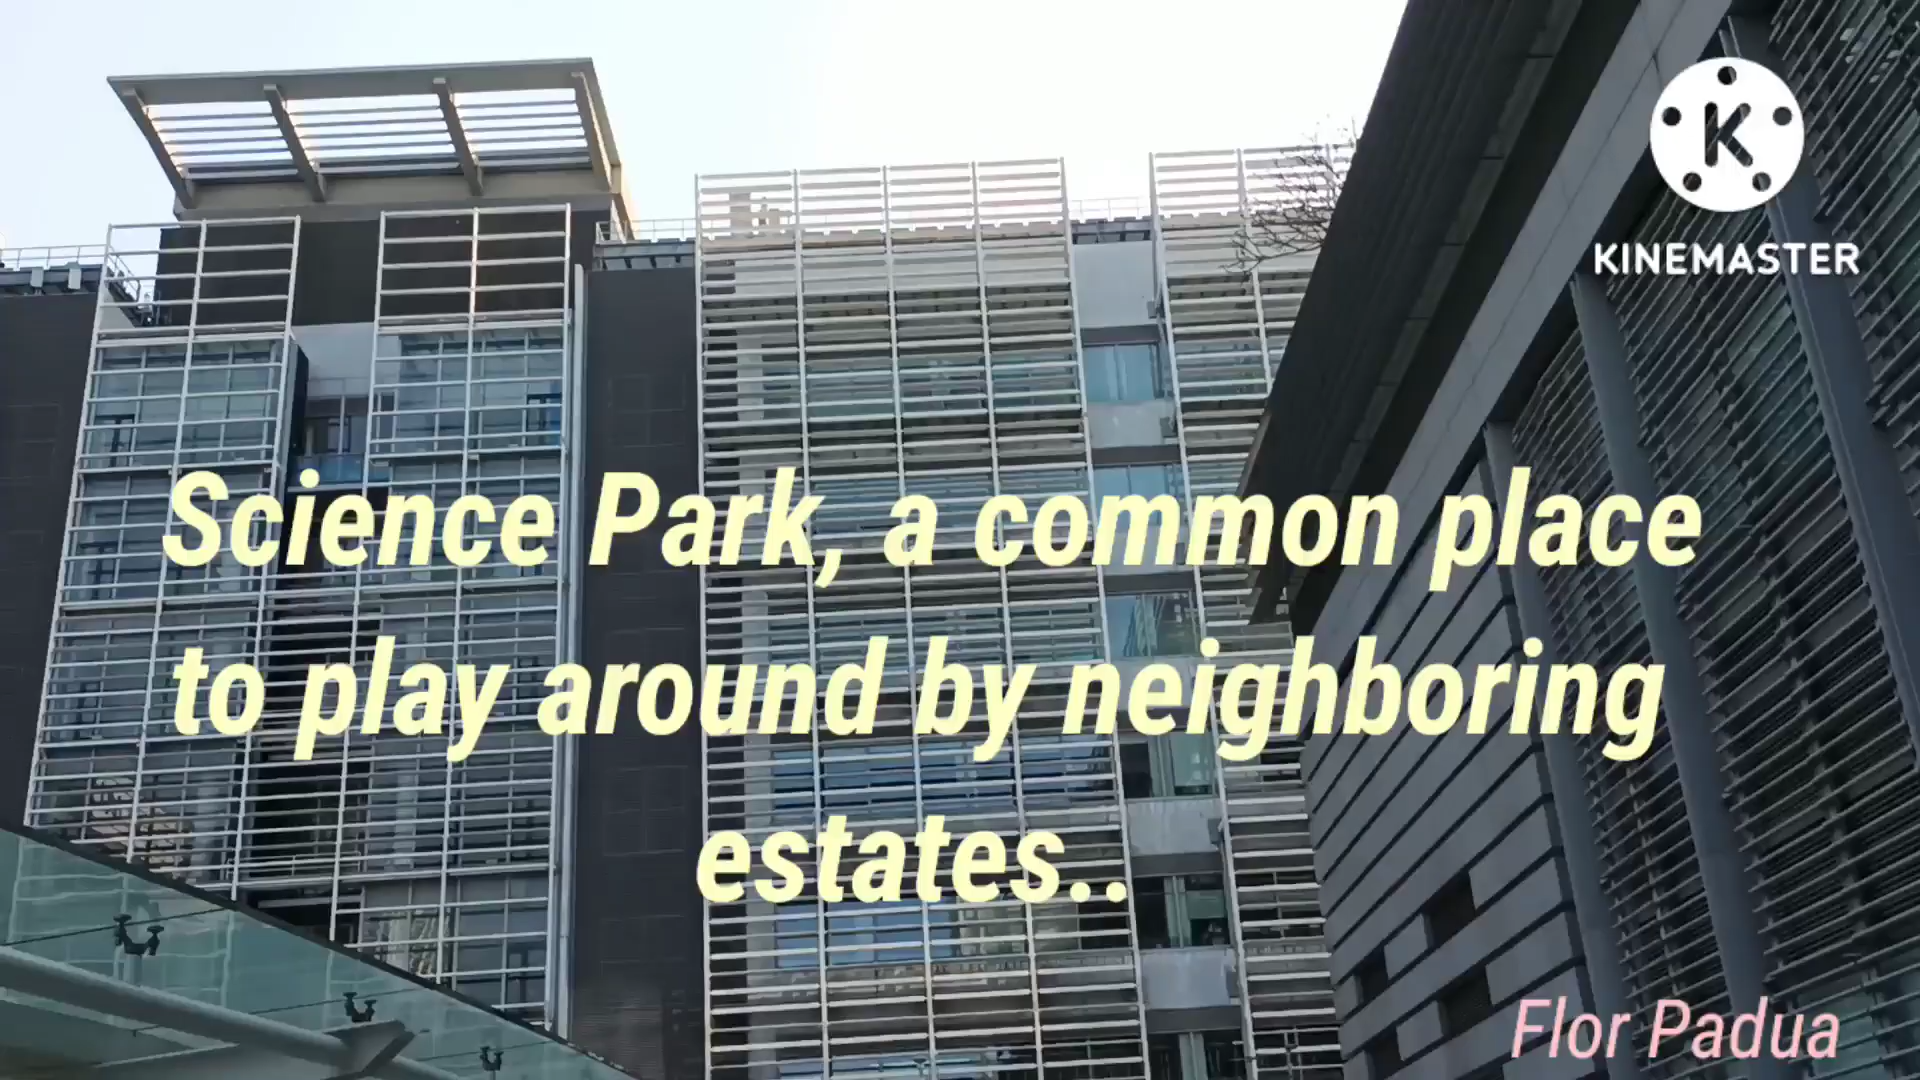 K
KINEMASTER
Science Park, a common place
to play around by neighboring
estates..
Flor Padua